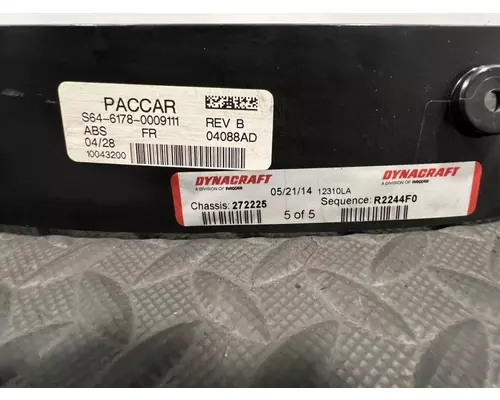 PACCAR
S64-6178-0009111
ABS FR REV B
04/28 04088AD
10043200
DYNACRAFT DYNACRAFT
A DIVISION OF PACCAR 05/21/14 12310LA A DIVISION OF PACCAR
Chassis: 272225 Sequence: R2244F0
5 of 5